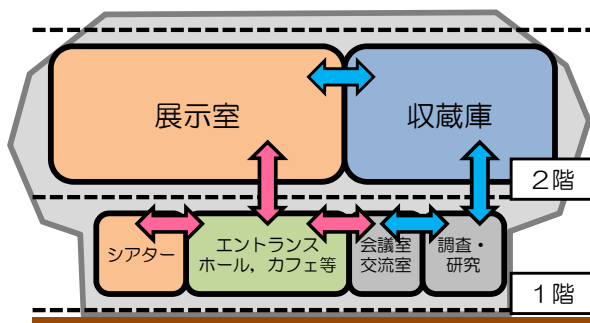 展示室
収蔵庫
2階
シアター
エントランス
ホール，カフェ等
会議室
交流室
調査・
研究
1階